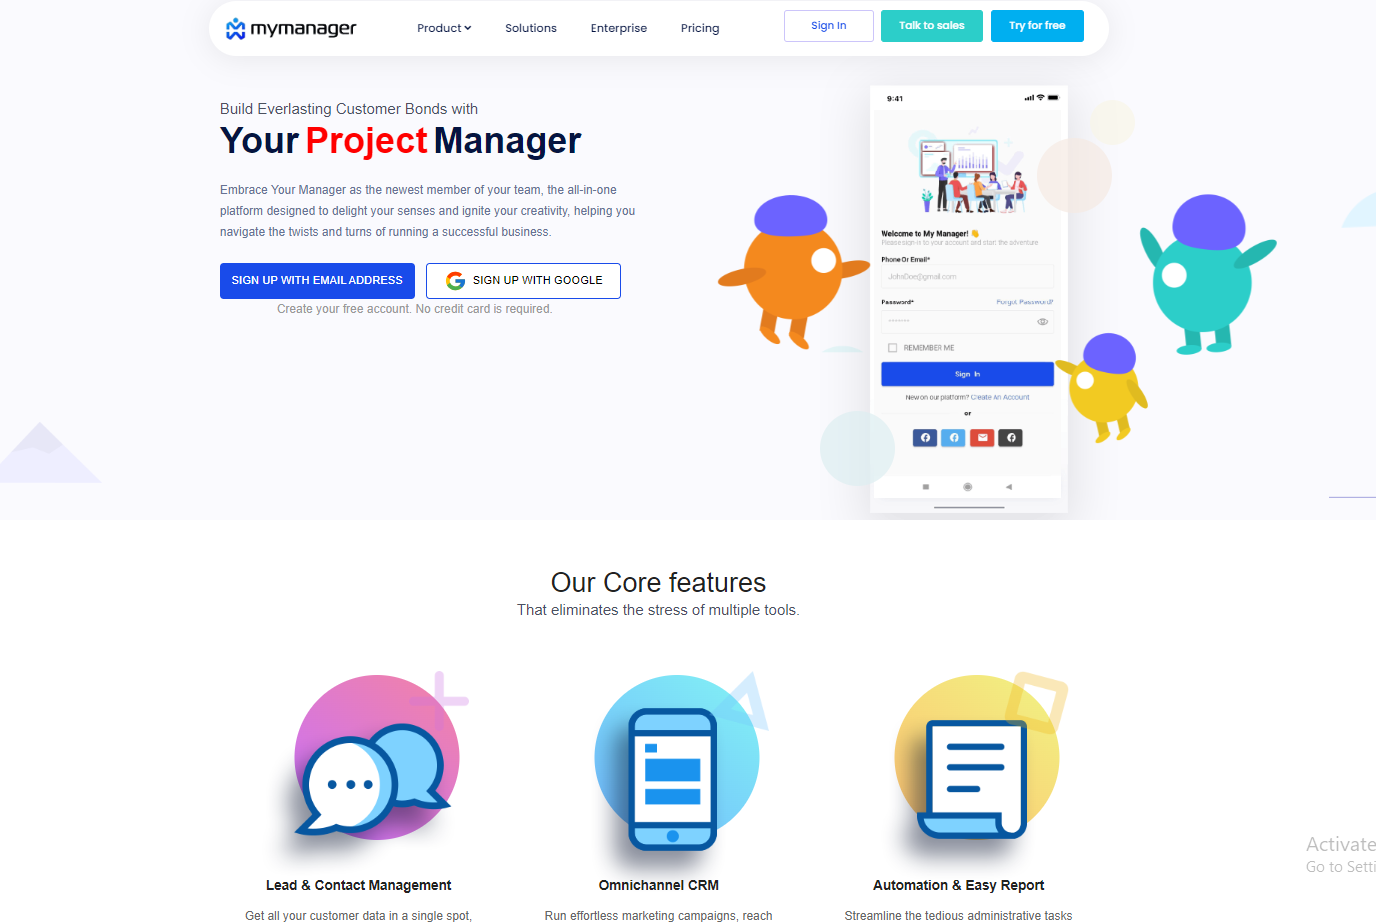 mymanager
Product
Solutions
Enterprise
Pricing
Sign In
Talk to sales
Try for free
Build Everlasting Customer Bonds with
Your Project Manager
Embrace Your Manager as the newest member of your team, the all-in-one
platform designed to delight your senses and ignite your creativity, helping you
navigate the twists and turns of running a successful business.
SIGN UP WITH EMAIL ADDRESS
SIGN UP WITH GOOGLE
Create your free account. No credit card is required.
9:41
Welcome to My Manager! 👋
Please sign-is to your account and start the adventure
Phone Or Email*
JohnDoe@gmail.com
Password*
Forgot Password?
REMEMBER ME
Sign In
New on our platform? Create An Account
or
Our Core features
That eliminates the stress of multiple tools.
Lead & Contact Management
Omnichannel CRM
Automation & Easy Report
Get all your customer data in a single spot,
Run effortless marketing campaigns, reach
Streamline the tedious administrative tasks
Activate
Go to Setti